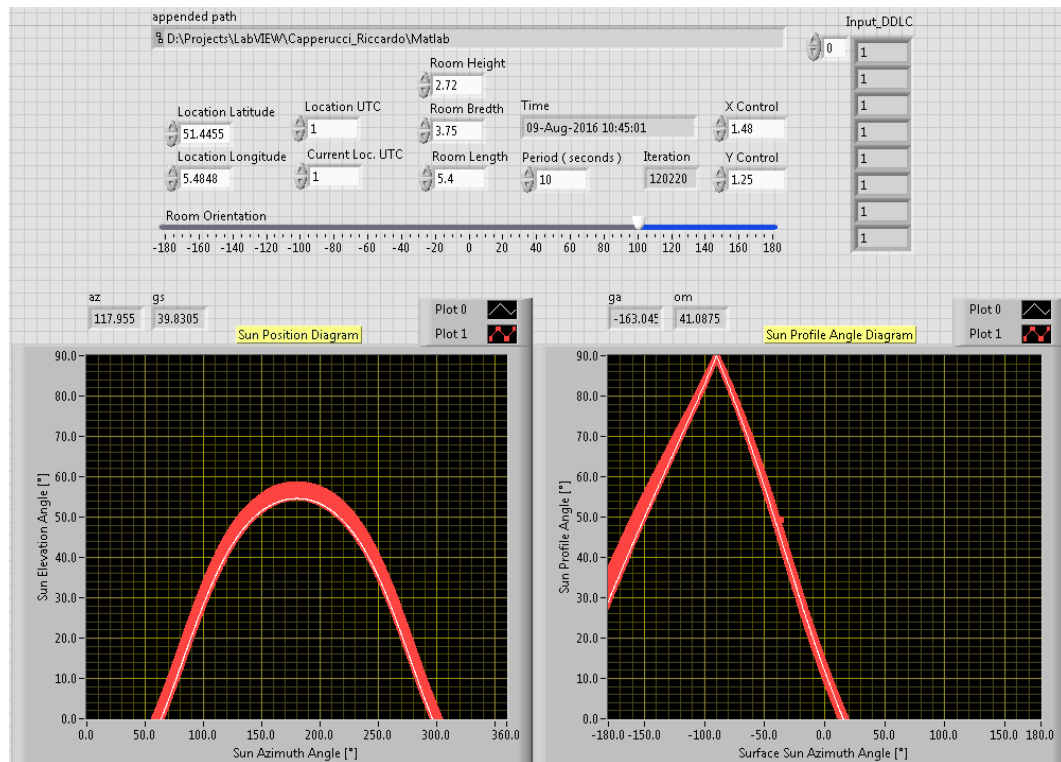 appended path
D:\Projects\LabVIEW\Capperucci_Riccardo\Matlab
Input_DDLC
0
1
1
1
1
1
1
1
1
Room Height
2.72
Location Latitude
51.4455
Location UTC
1
Room Bredth
3.75
Time
09-Aug-2016 10:45:01
X Control
1.48
Location Longitude
5.4848
Current Loc. UTC
1
Room Length
5.4
Period ( seconds )
10
Iteration
120220
Y Control
1.25
Room Orientation
-180 -160 -140 -120 -100 -80 -60 -40 -20 0 20 40 60 80 100 120 140 160 180
az
117.955
gs
39.8305
Sun Position Diagram
Plot 0
Plot 1
90.0
80.0
70.0
60.0
50.0
40.0
30.0
20.0
10.0
0.0
Sun Elevation Angle [°]
0.0 50.0 100.0 150.0 200.0 250.0 300.0 360.0
Sun Azimuth Angle [°]
ga
-163.045
om
41.0875
Sun Profile Angle Diagram
Plot 0
Plot 1
90.0
80.0
70.0
60.0
50.0
40.0
30.0
20.0
10.0
0.0
Sun Profile Angle [°]
-180.0 -150.0 -100.0 -50.0 0.0 50.0 100.0 150.0 180.0
Surface Sun Azimuth Angle [°]